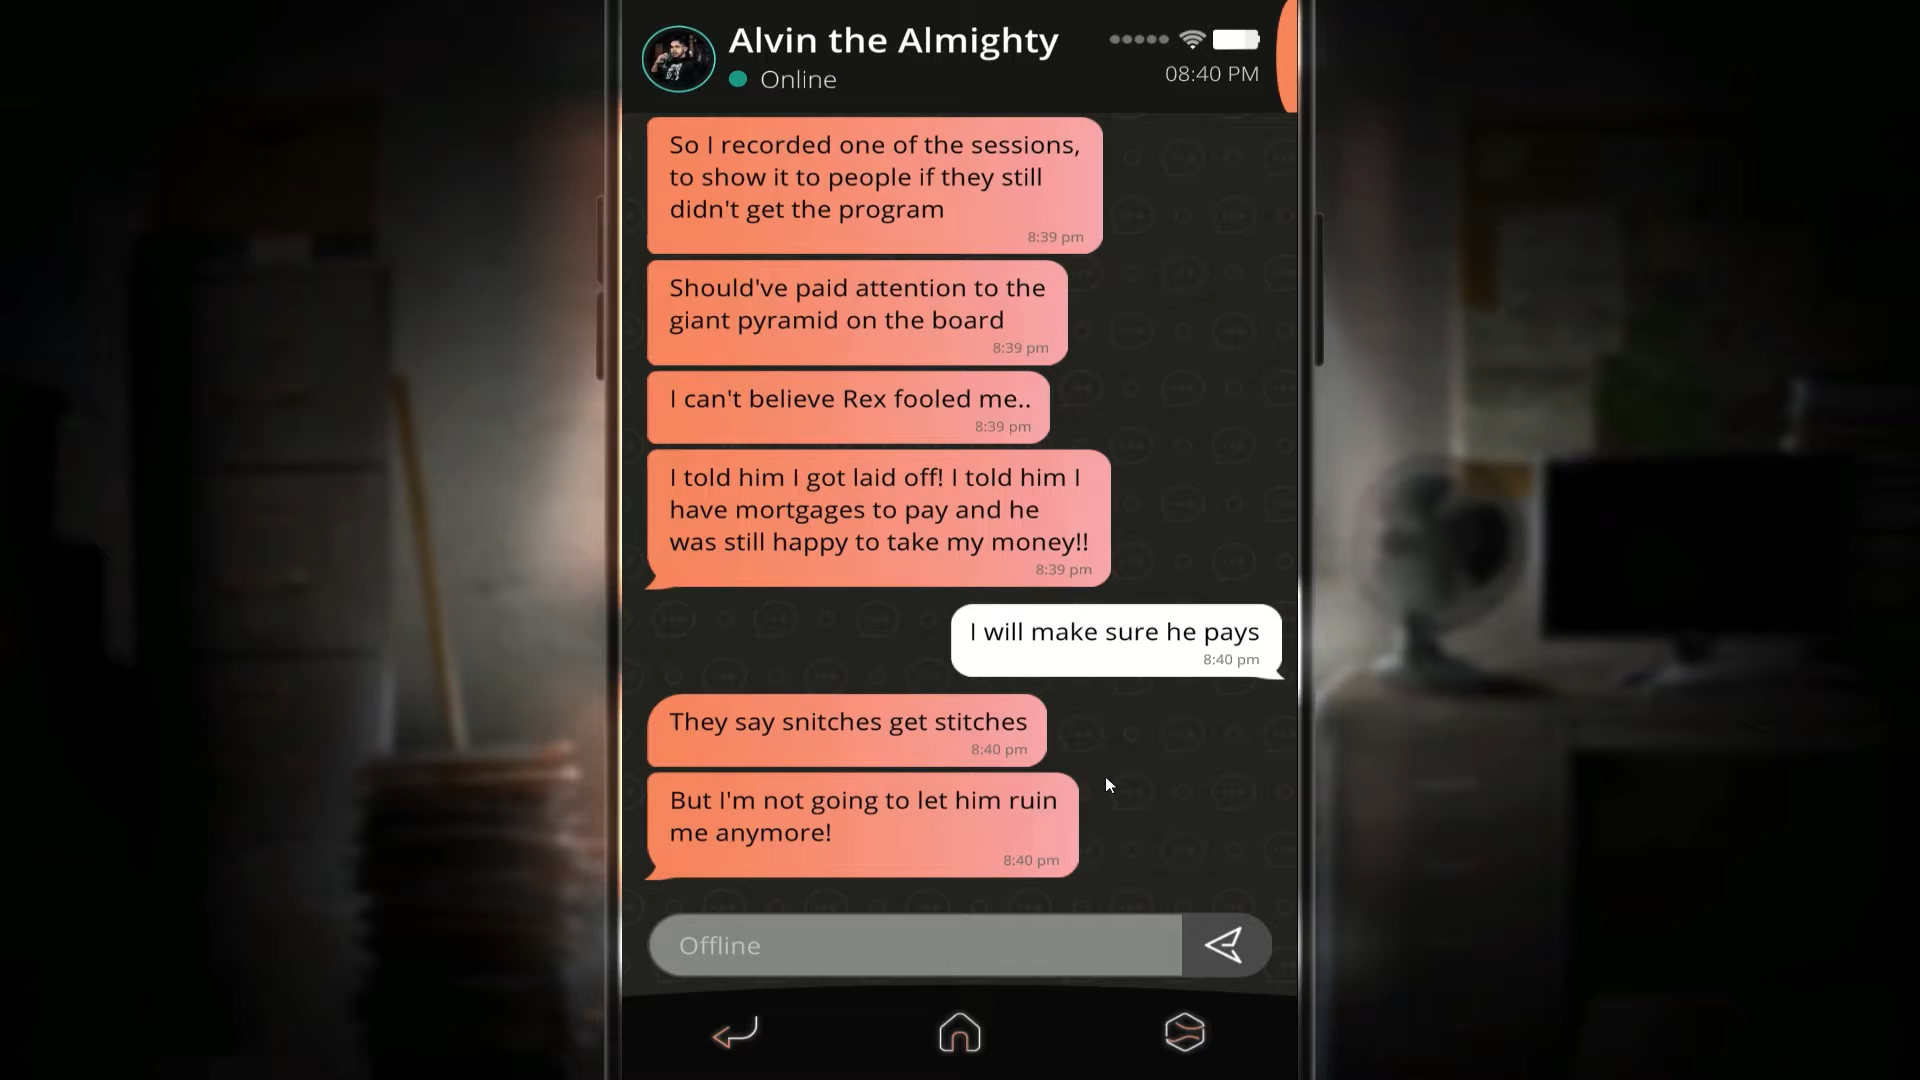 Alvin the Almighty
Online
08:40 PM
So I recorded one of the sessions,
to show it to people if they still
didn't get the program
8:39 pm
Should've paid attention to the
giant pyramid on the board
8:39 pm
I can't believe Rex fooled me..
8:39 pm
I told him I got laid off! I told him I
have mortgages to pay and he
was still happy to take my money!!
8:39 pm
I will make sure he pays
8:40 pm
They say snitches get stitches
8:40 pm
But I'm not going to let him ruin
me anymore!
8:40 pm
Offline